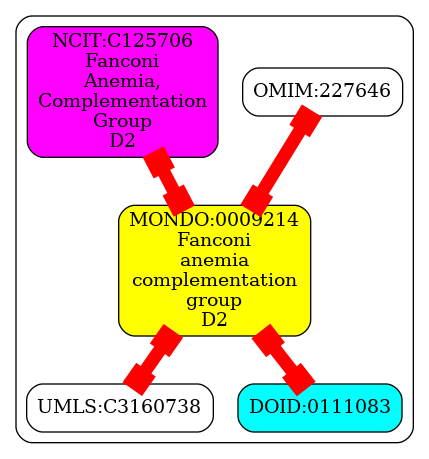 NCIT:C125706
Fanconi
Anemia,
Complementation
Group
D2
OMIM:227646
MONDO:0009214
Fanconi
anemia
complementation
group
D2
UMLS:C3160738
DOID:0111083